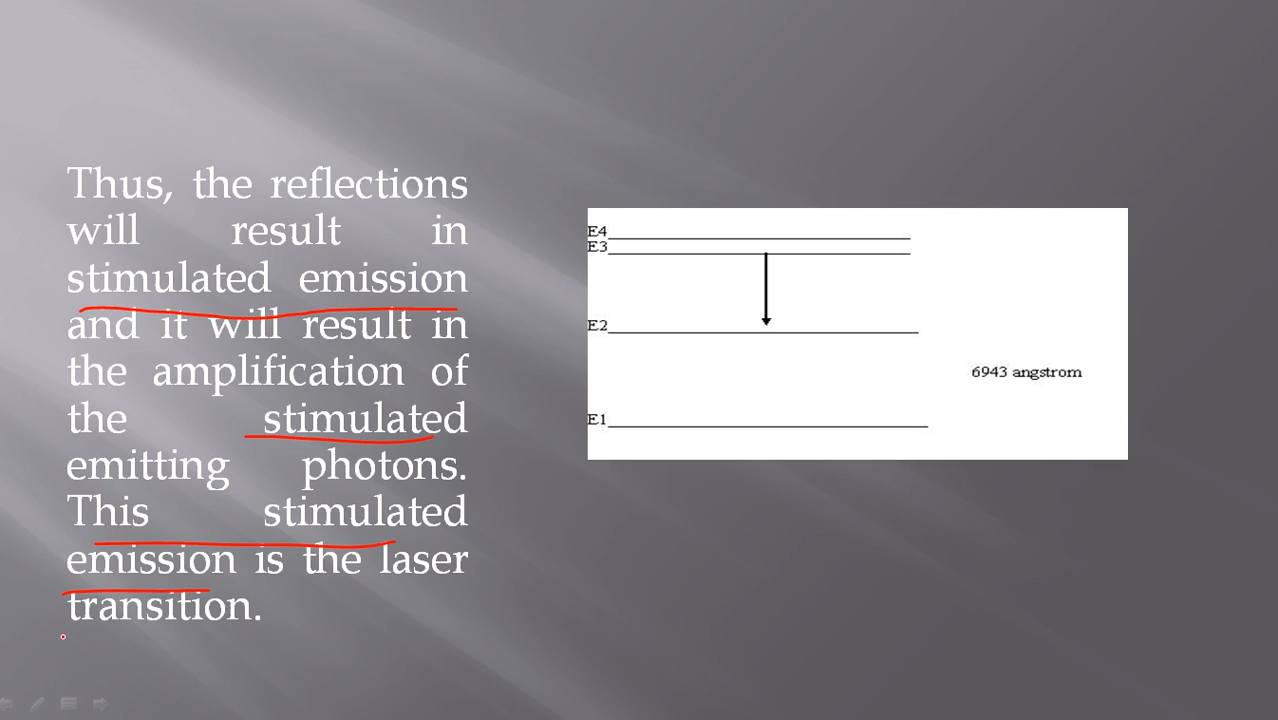 Thus, the reflections
will result in
stimulated emission
and it will result in
the amplification of
the stimulated
emitting photons.
This stimulated
emission is the laser
transition.
E4
E3
E2
6943 angstrom
E1